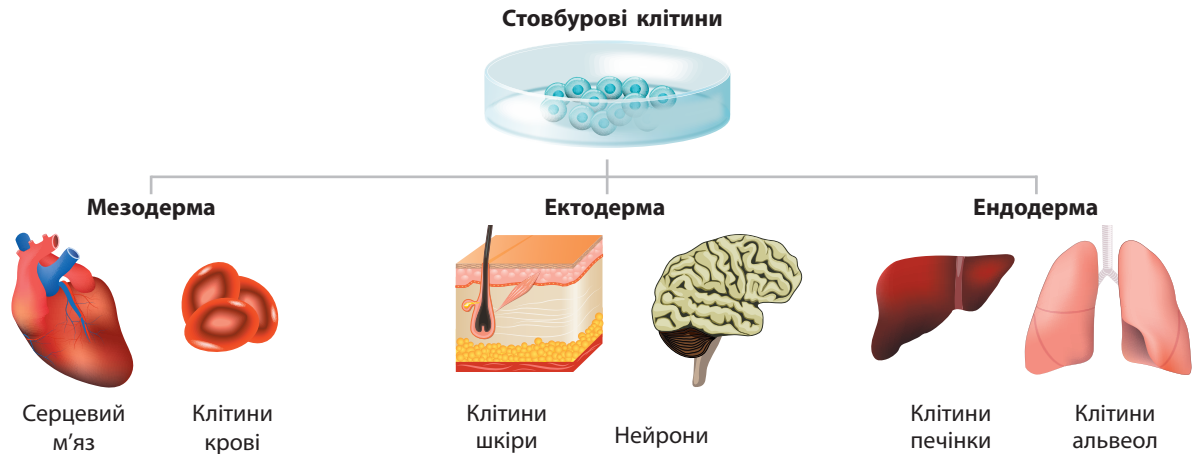 Стовбурові клітини
Мезодерма
Ектодерма
Ендодерма
Серцевий
м'яз
Клітини
крові
Клітини
шкіри
Нейрони
Клітини
печінки
Клітини
альвеол